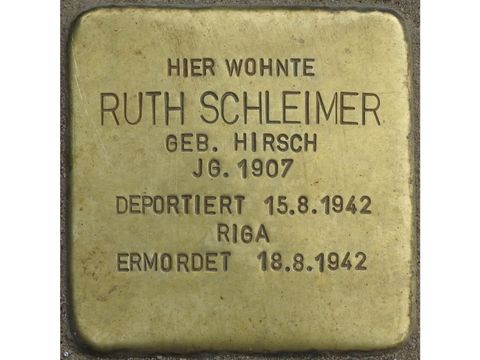 HIER WOHNTE
RUTH SCHLEIMER
GEB. HIRSCH
JG. 1907
DEPORTIERT 15.8.1942
RIGA
ERMORDET 18.8.1942